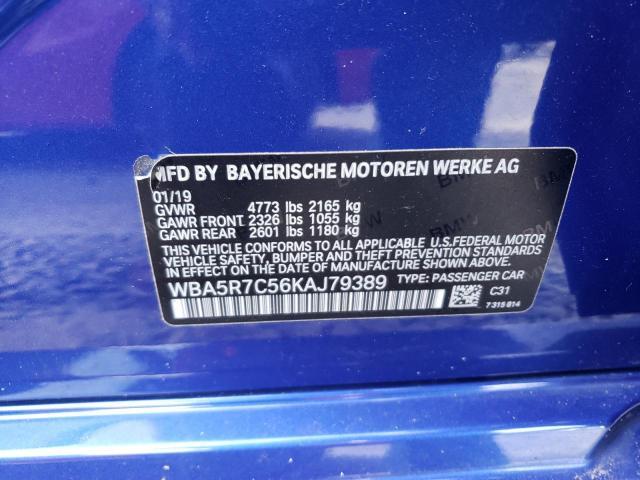 MFD BY BAYERISCHE MOTOREN WERKE AG
01/19
GVWR 4773 lbs 2165 kg
GAWR FRONT 2326 lbs 1055 kg
GAWR REAR 2601 lbs 1180 kg
THIS VEHICLE CONFORMS TO ALL APPLICABLE U.S.FEDERAL MOTOR
VEHICLE SAFETY, BUMPER AND THEFT PREVENTION STANDARDS
IN EFFECT ON THE DATE OF MANUFACTURE SHOWN ABOVE.
WBA5R7C56KAJ79389 TYPE: PASSENGER CAR
C31
7 315 814